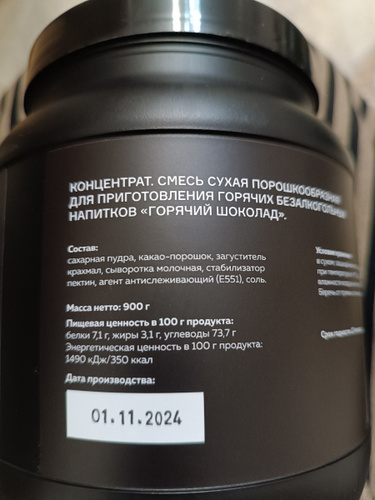 КОНЦЕНТРАТ. СМЕСЬ СУХАЯ ПОРОШКООБРАЗНАЯ
ДЛЯ ПРИГОТОВЛЕНИЯ ГОРЯЧИХ БЕЗАЛКОГОЛЬНЫХ
НАПИТКОВ «ГОРЯЧИЙ ШОКОЛАД».
Состав:
сахарная пудра, какао-порошок, загуститель
крахмал, сыворотка молочная, стабилизатор
пектин, агент антислеживающий (Е551), соль.
Масса нетто: 900 г
Пищевая ценность в 100 г продукта:
белки 7,1 г, жиры 3,1 г, углеводы 73,7 г
Энергетическая ценность в 100 г продукта:
1490 кДж/350 ккал
Дата производства:
01.11.2024